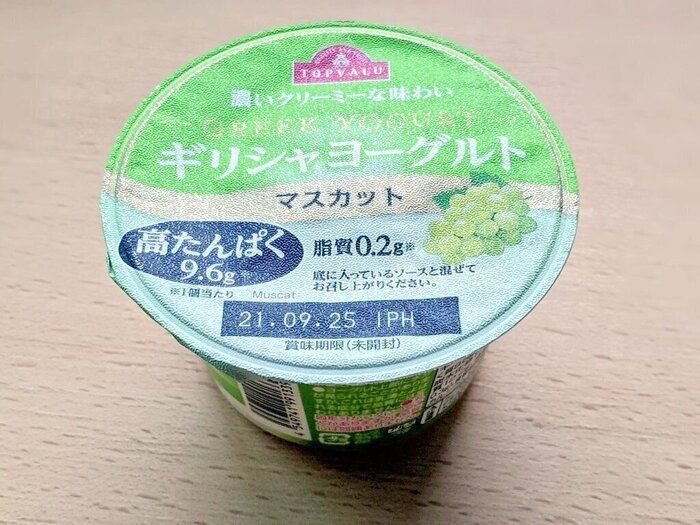 TOPVALU
濃いクリーミーな味わい
GREEK YOGURT
ギリシャヨーグルト
マスカット
高たんぱく
9.6g※
※1個当たり
Muscat
脂質0.2g※
底に入っているソースと混ぜて
お召し上がりください。
21.09.25 IPH
賞味期限(未開封)